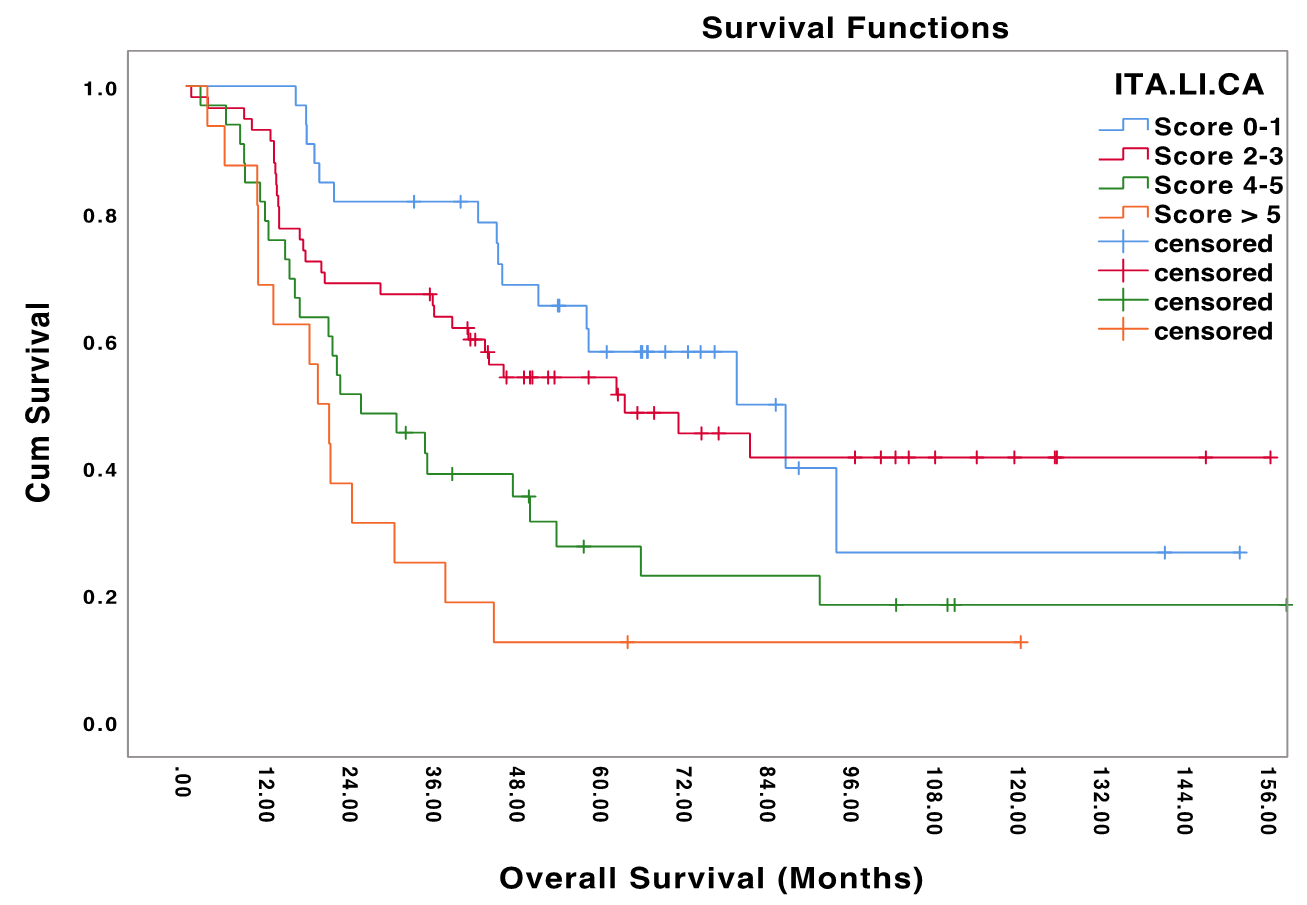 Survival Functions
ITA.LI.CA
Score 0-1
Score 2-3
Score 4-5
Score > 5
censored
censored
censored
censored
Cum Survival
1.0
0.8
0.6
0.4
0.2
0.0
.00
12.00
24.00
36.00
48.00
60.00
72.00
84.00
96.00
108.00
120.00
132.00
144.00
156.00
Overall Survival (Months)